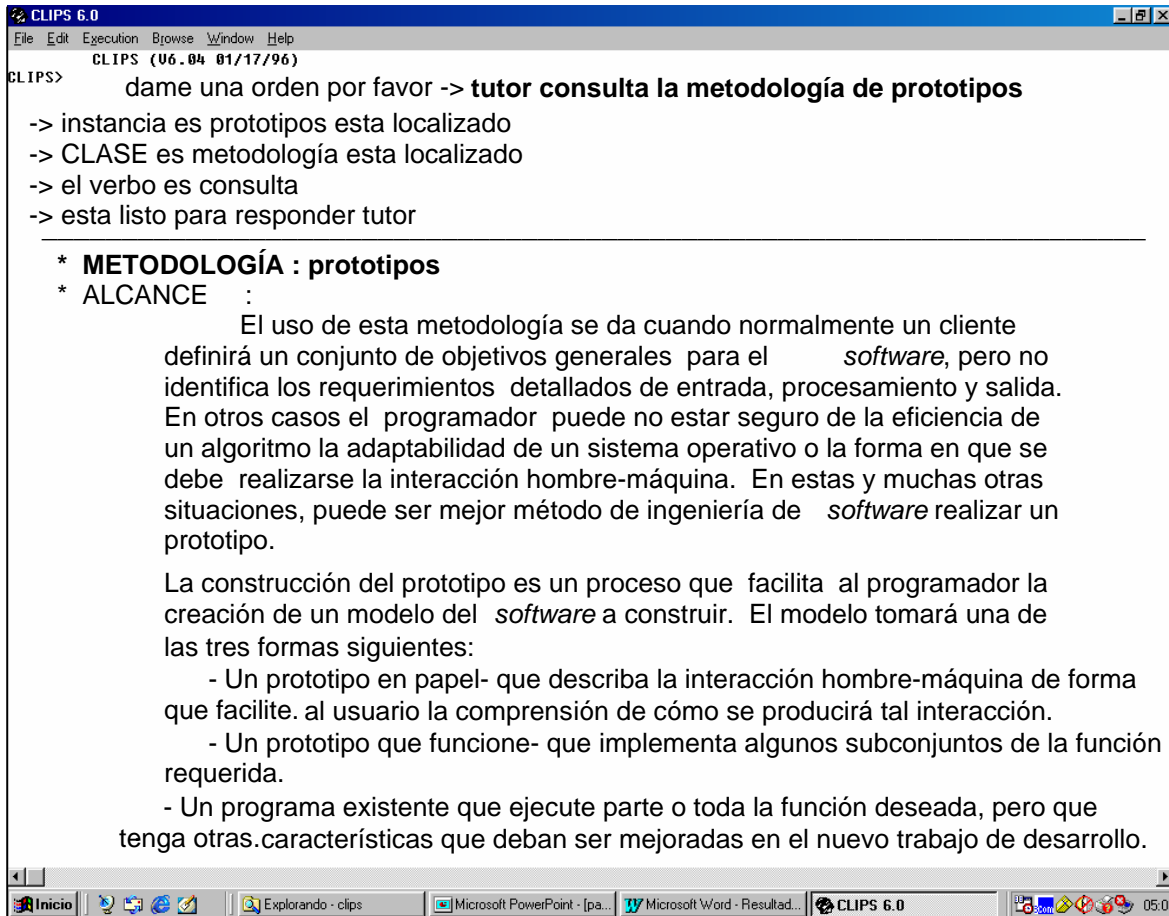 CLIPS 6.0
File Edit Execution Browse Window Help
CLIPS (V6.04 01/17/96)
CLIPS>
dame una orden por favor -> tutor consulta la metodología de prototipos
-> instancia es prototipos esta localizado
-> CLASE es metodología esta localizado
-> el verbo es consulta
-> esta listo para responder tutor
* METODOLOGÍA : prototipos
* ALCANCE :
El uso de esta metodología se da cuando normalmente un cliente
definirá un conjunto de objetivos generales para el software, pero no
identifica los requerimientos detallados de entrada, procesamiento y salida.
En otros casos el programador puede no estar seguro de la eficiencia de
un algoritmo la adaptabilidad de un sistema operativo o la forma en que se
debe realizarse la interacción hombre-máquina. En estas y muchas otras
situaciones, puede ser mejor método de ingeniería de software realizar un
prototipo.
La construcción del prototipo es un proceso que facilita al programador la
creación de un modelo del software a construir. El modelo tomará una de
las tres formas siguientes:
- Un prototipo en papel- que describa la interacción hombre-máquina de forma
que facilite. al usuario la comprensión de cómo se producirá tal interacción.
- Un prototipo que funcione- que implementa algunos subconjuntos de la función
requerida.
- Un programa existente que ejecute parte o toda la función deseada, pero que
tenga otras.características que deban ser mejoradas en el nuevo trabajo de desarrollo.
Inicio Explorando - clips Microsoft PowerPoint - [pa... Microsoft Word - Resultad... CLIPS 6.0 05:0